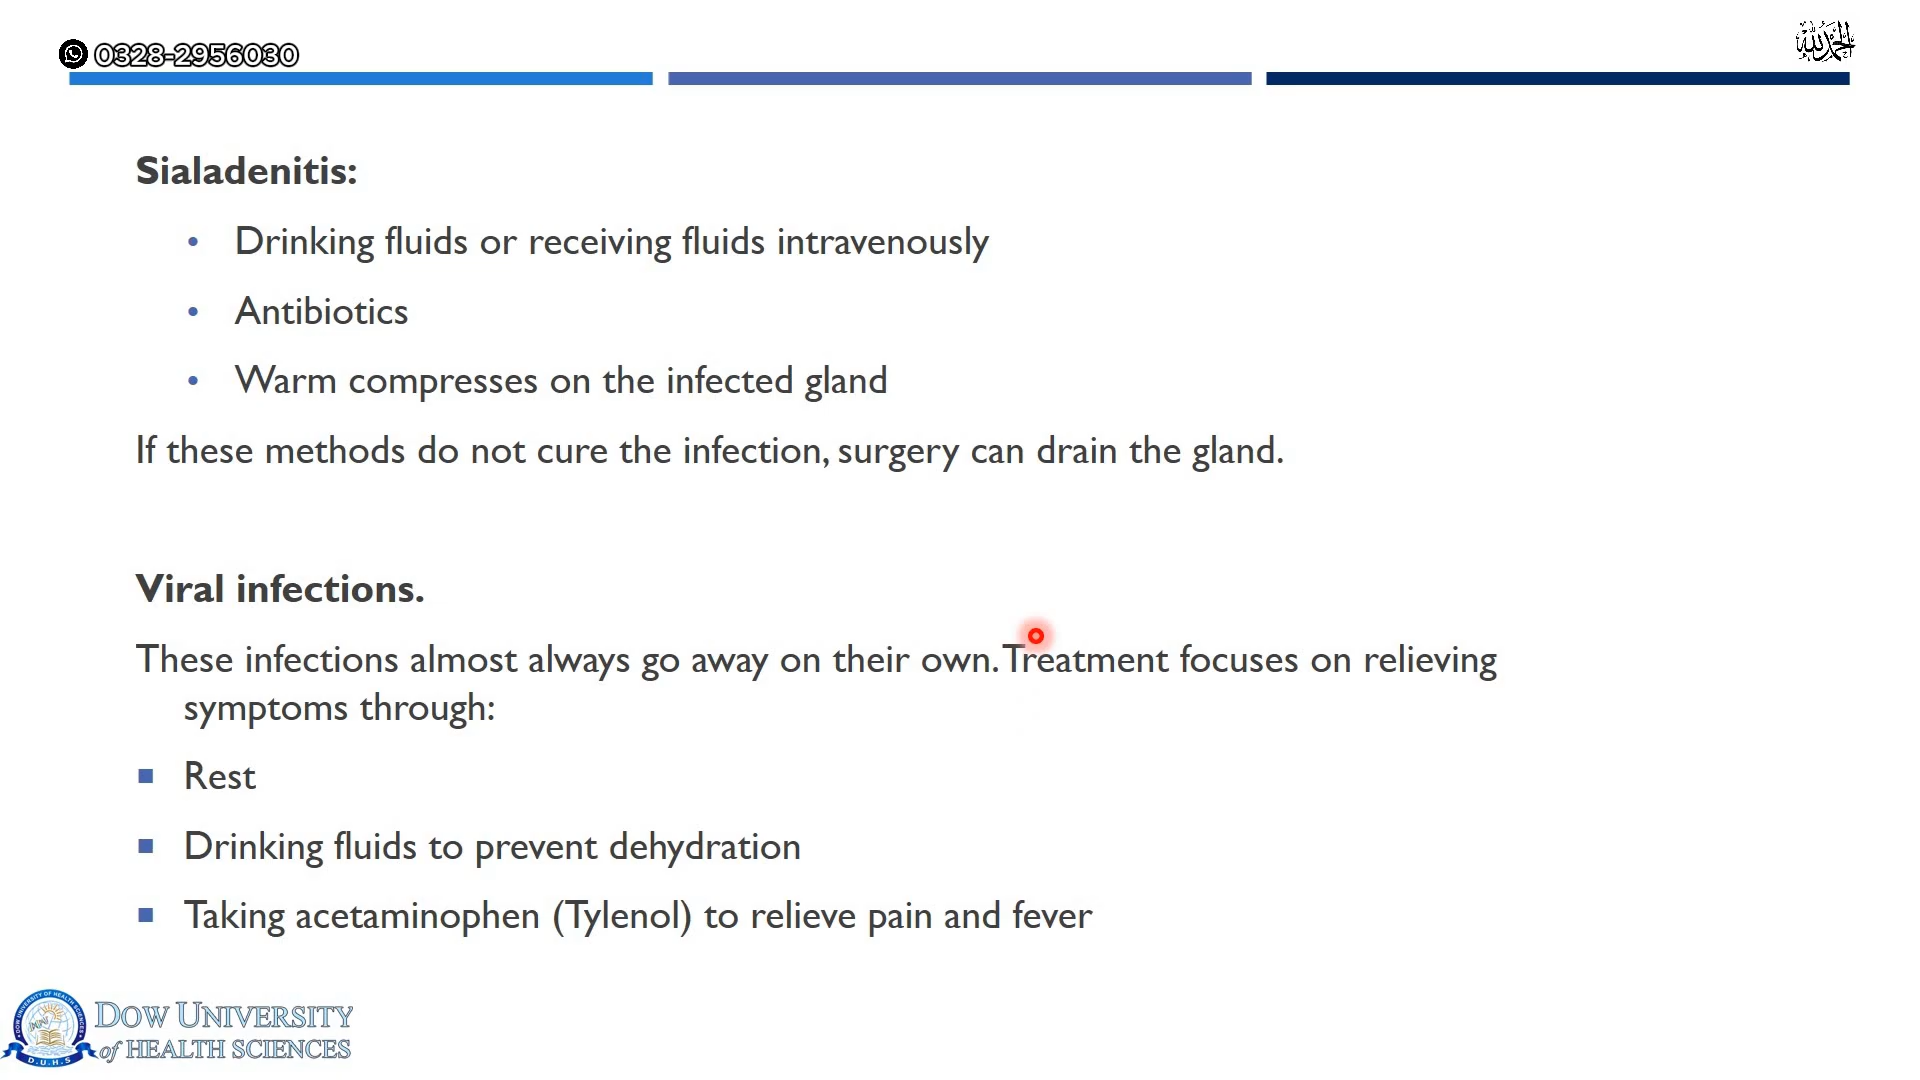 0328-2956030
الحمدلله
Sialadenitis:
• Drinking fluids or receiving fluids intravenously
• Antibiotics
• Warm compresses on the infected gland
If these methods do not cure the infection, surgery can drain the gland.
Viral infections.
These infections almost always go away on their own. Treatment focuses on relieving
symptoms through:
■ Rest
■ Drinking fluids to prevent dehydration
■ Taking acetaminophen (Tylenol) to relieve pain and fever
DOW UNIVERSITY
of HEALTH SCIENCES
D.U.H.S